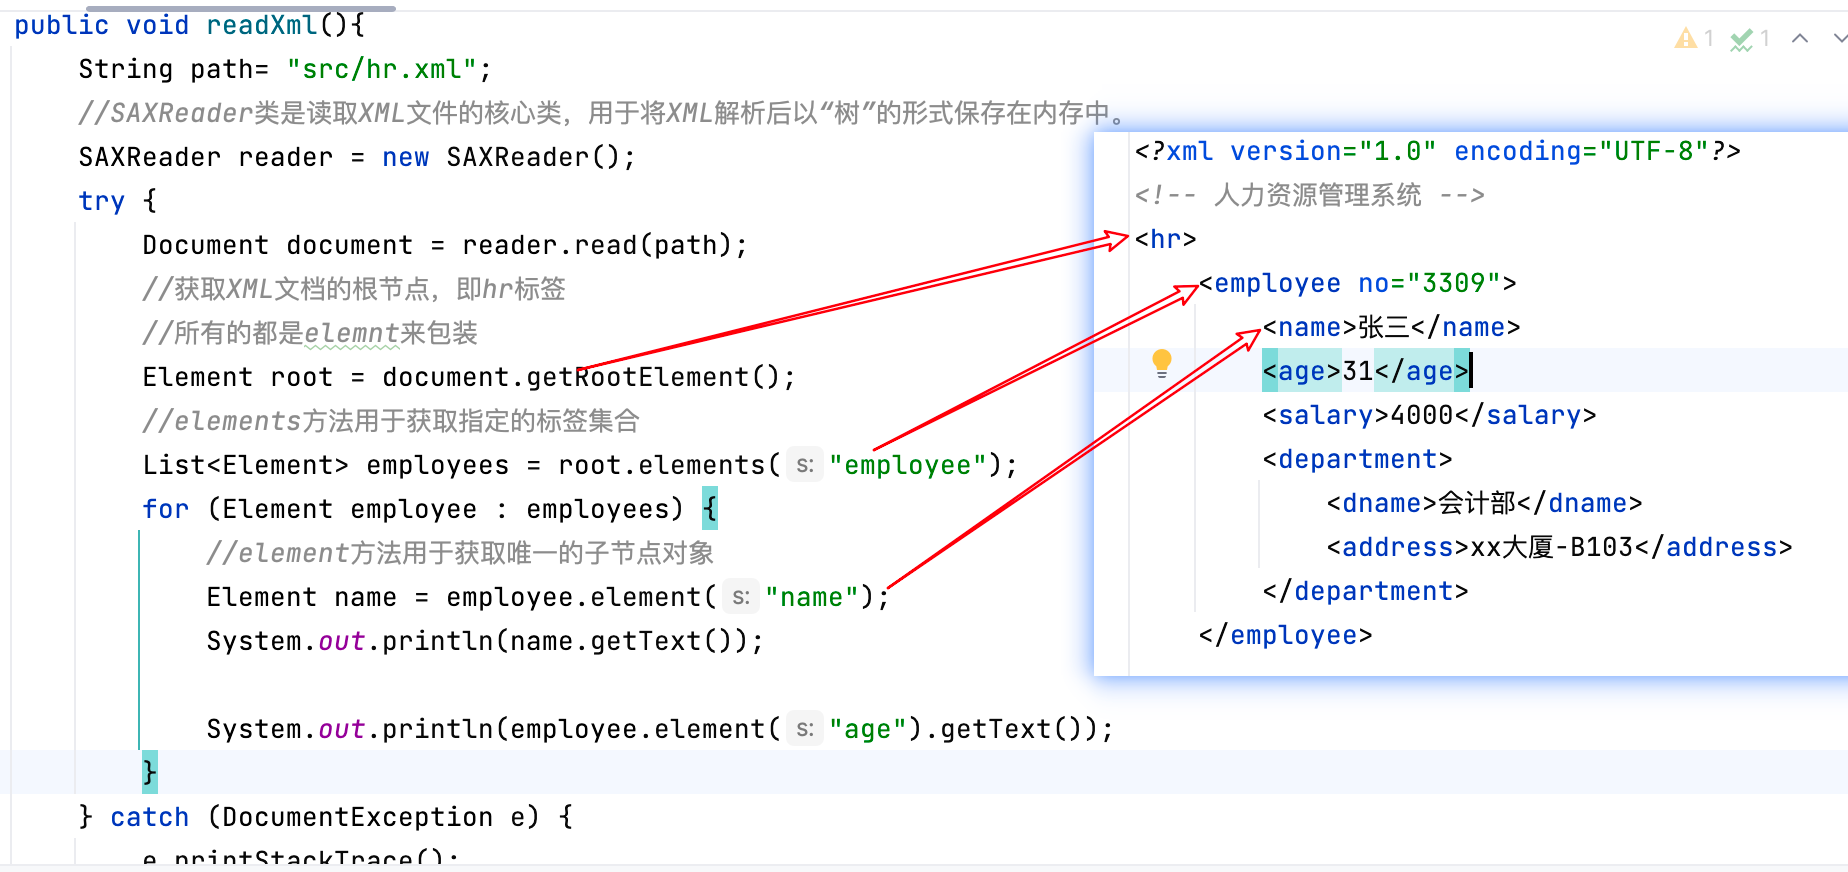 public void readXml(){
String path= "src/hr.xml";
//SAXReader类是读取XML文件的核心类，用于将XML解析后以“树”的形式保存在内存中。
SAXReader reader = new SAXReader();
try {
Document document = reader.read(path);
//获取XML文档的根节点，即hr标签
//所有的都是elemnt来包装
Element root = document.getRootElement();
//elements方法用于获取指定的标签集合
List<Element> employees = root.elements( s: "employee");
for (Element employee : employees) {
//element方法用于获取唯一的子节点对象
Element name = employee.element( s: "name");
System.out.println(name.getText());
System.out.println(employee.element( s: "age").getText());
}
} catch (DocumentException e) {
e.printStackTrace();
1 1
<?xml version="1.0" encoding="UTF-8"?>
<!-- 人力资源管理系统 -->
<hr>
<employee no="3309">
<name>张三</name>
<age>31</age>
<salary>4000</salary>
<department>
<dname>会计部</dname>
<address>xx大厦-B103</address>
</department>
</employee>